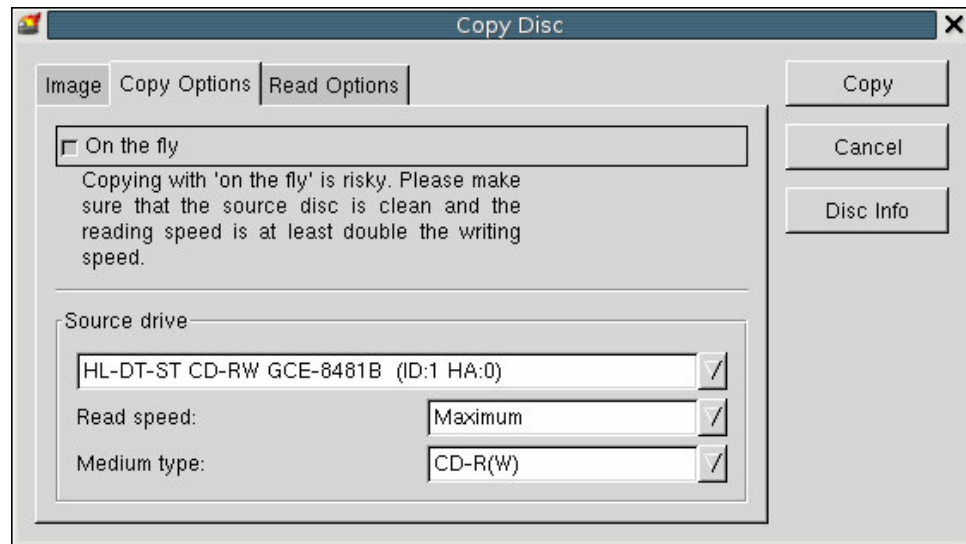 Copy Disc
Image Copy Options Read Options
Copy
On the fly
Cancel
Copying with 'on the fly' is risky. Please make
sure that the source disc is clean and the
reading speed is at least double the writing
speed.
Disc Info
Source drive
HL-DT-ST CD-RW GCE-8481B (ID:1 HA:0)
Read speed: Maximum
Medium type: CD-R(W)